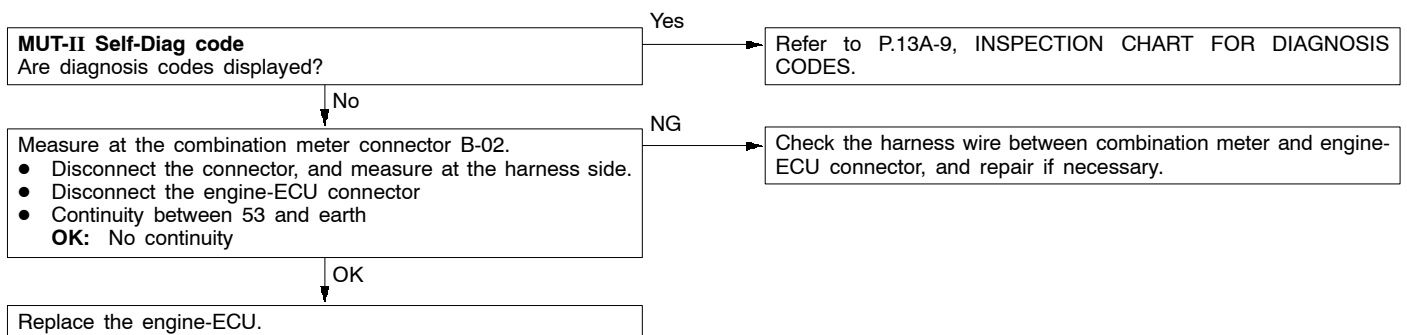 Yes
MUT-II Self-Diag code
Are diagnosis codes displayed?
Refer to P.13A-9, INSPECTION CHART FOR DIAGNOSIS
CODES.
No
NG
Measure at the combination meter connector B-02.
● Disconnect the connector, and measure at the harness side.
● Disconnect the engine-ECU connector
● Continuity between 53 and earth
OK: No continuity
Check the harness wire between combination meter and engine-
ECU connector, and repair if necessary.
OK
Replace the engine-ECU.